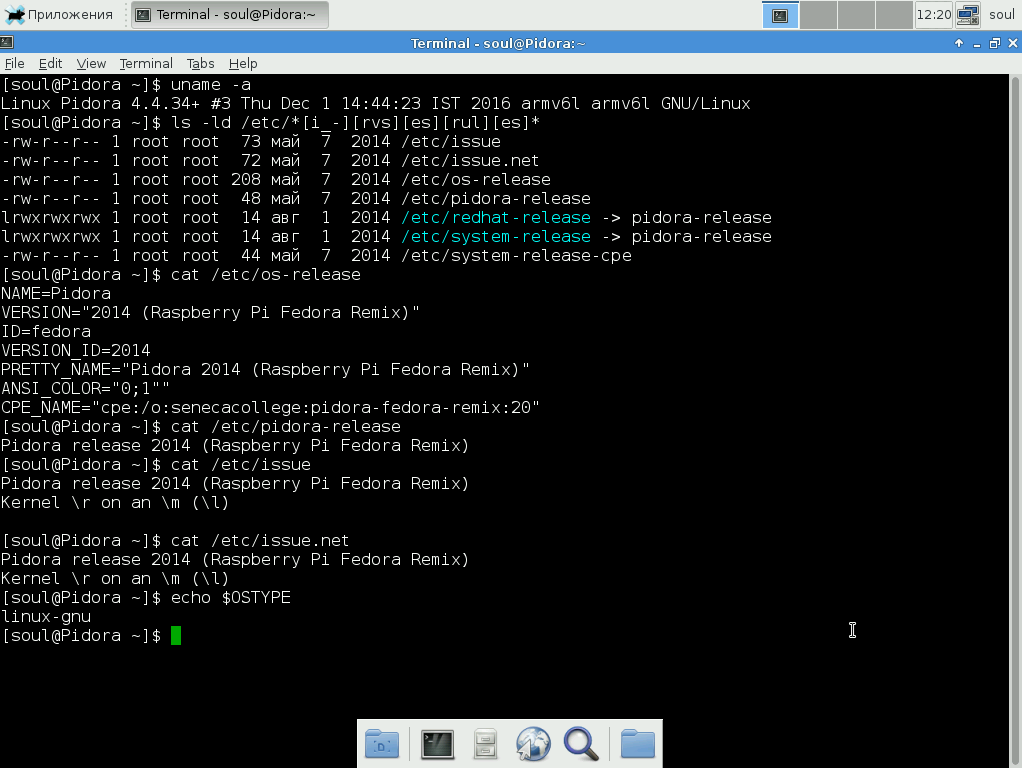 Приложения Terminal - soul@Pidora:~ 12:20 soul
Terminal - soul@Pidora:~
File Edit View Terminal Tabs Help
[soul@Pidora ~]$ uname -a
Linux Pidora 4.4.34+ #3 Thu Dec 1 14:44:23 IST 2016 armv6l armv6l GNU/Linux
[soul@Pidora ~]$ ls -ld /etc/*[i_-][rvs][es][rul][es]*
-rw-r--r-- 1 root root  73 май  7  2014 /etc/issue
-rw-r--r-- 1 root root  72 май  7  2014 /etc/issue.net
-rw-r--r-- 1 root root 208 май  7  2014 /etc/os-release
-rw-r--r-- 1 root root  48 май  7  2014 /etc/pidora-release
lrwxrwxrwx 1 root root  14 авг  1  2014 /etc/redhat-release -> pidora-release
lrwxrwxrwx 1 root root  14 авг  1  2014 /etc/system-release -> pidora-release
-rw-r--r-- 1 root root  44 май  7  2014 /etc/system-release-cpe
[soul@Pidora ~]$ cat /etc/os-release
NAME=Pidora
VERSION="2014 (Raspberry Pi Fedora Remix)"
ID=fedora
VERSION_ID=2014
PRETTY_NAME="Pidora 2014 (Raspberry Pi Fedora Remix)"
ANSI_COLOR="0;1""
CPE_NAME="cpe:/o:senecacollege:pidora-fedora-remix:20"
[soul@Pidora ~]$ cat /etc/pidora-release
Pidora release 2014 (Raspberry Pi Fedora Remix)
[soul@Pidora ~]$ cat /etc/issue
Pidora release 2014 (Raspberry Pi Fedora Remix)
Kernel \r on an \m (\l)
[soul@Pidora ~]$ cat /etc/issue.net
Pidora release 2014 (Raspberry Pi Fedora Remix)
Kernel \r on an \m (\l)
[soul@Pidora ~]$ echo $OSTYPE
linux-gnu
[soul@Pidora ~]$